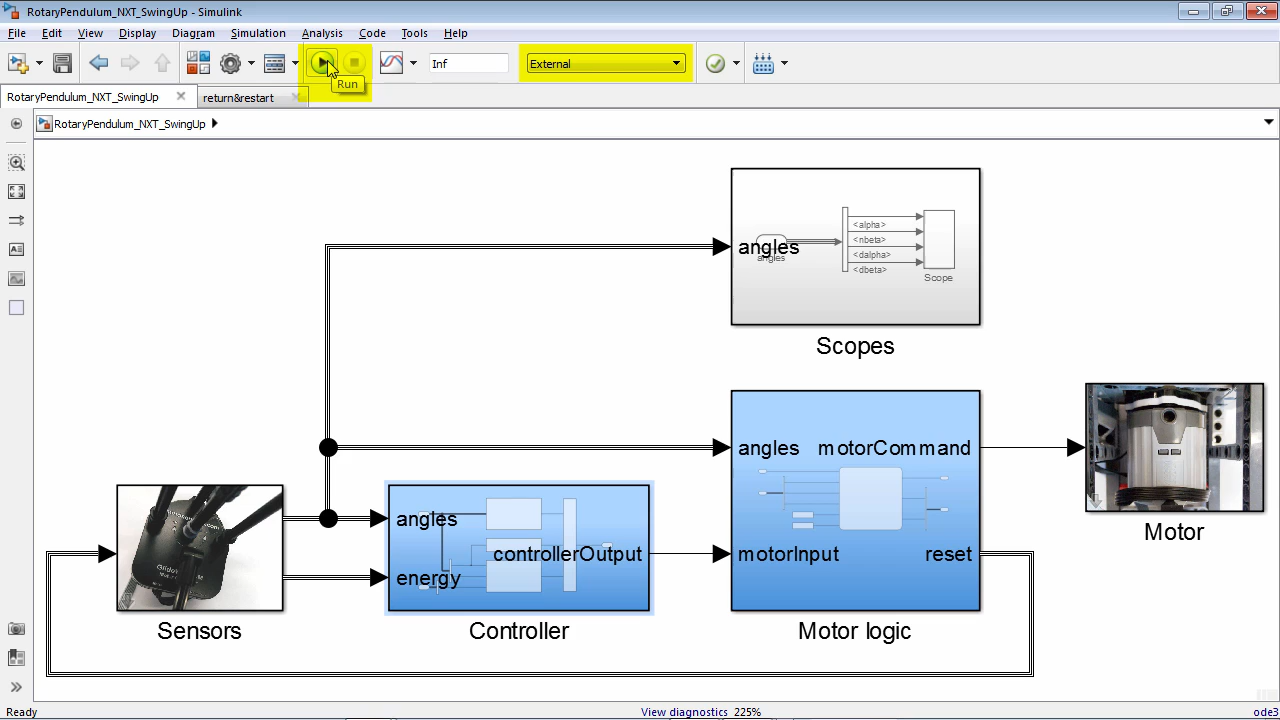 RotaryPendulum_NXT_SwingUp - Simulink
File Edit View Display Diagram Simulation Analysis Code Tools Help
Inf
External
Run
RotaryPendulum_NXT_SwingUp
return&restart
RotaryPendulum_NXT_SwingUp
angles
angles
<alpha>
<nbeta>
<dalpha>
<dbeta>
Scope
Scopes
angles
motorCommand
motorInput
reset
Motor logic
Motor
Sensors
angles
controllerOutput
energy
Controller
Ready
View diagnostics
225%
ode3